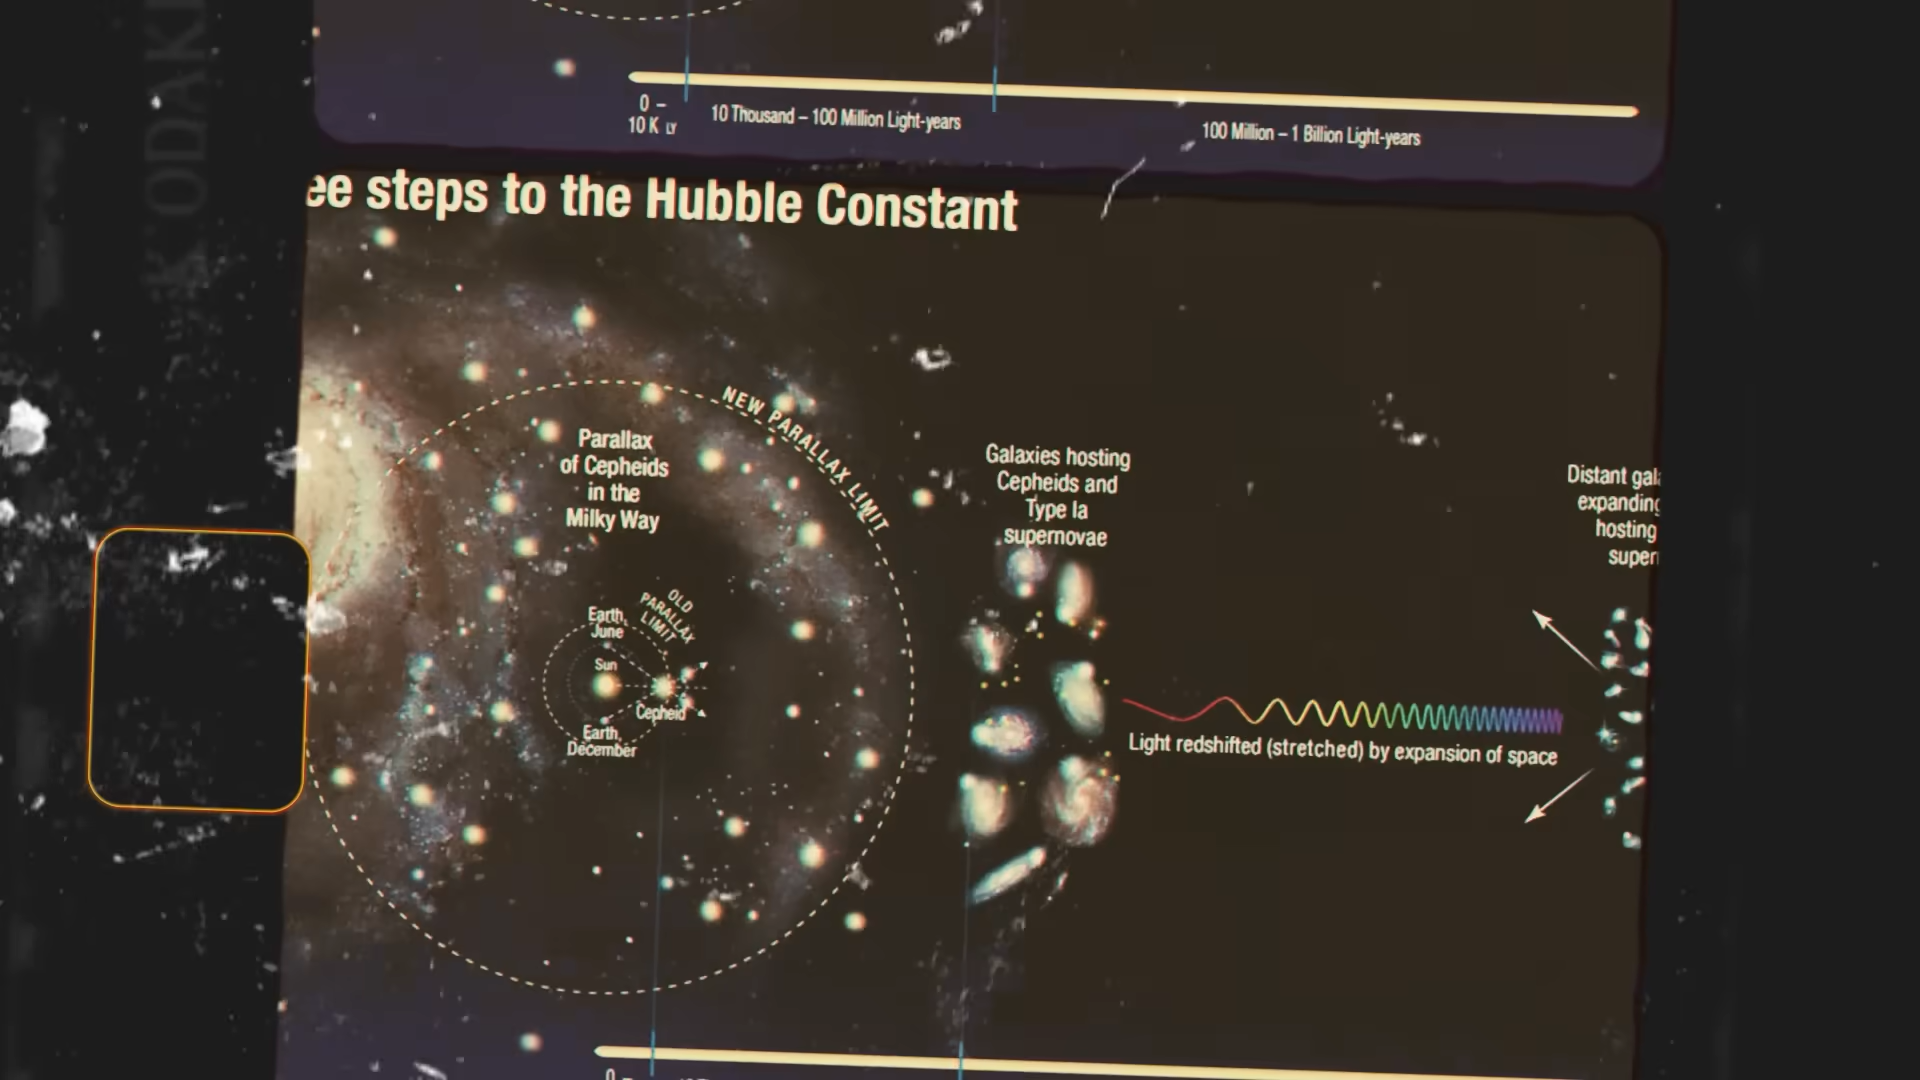 0 –
10 K LY
10 Thousand – 100 Million Light-years
100 Million – 1 Billion Light-years
ee steps to the Hubble Constant
NEW PARALLAX LIMIT
Parallax
of Cepheids
in the
Milky Way
OLD
PARALLAX
LIMIT
Earth,
June
Sun
Cepheid
Earth,
December
Galaxies hosting
Cepheids and
Type Ia
supernovae
Light redshifted (stretched) by expansion of space
Distant gal
expanding
hosting
super
0